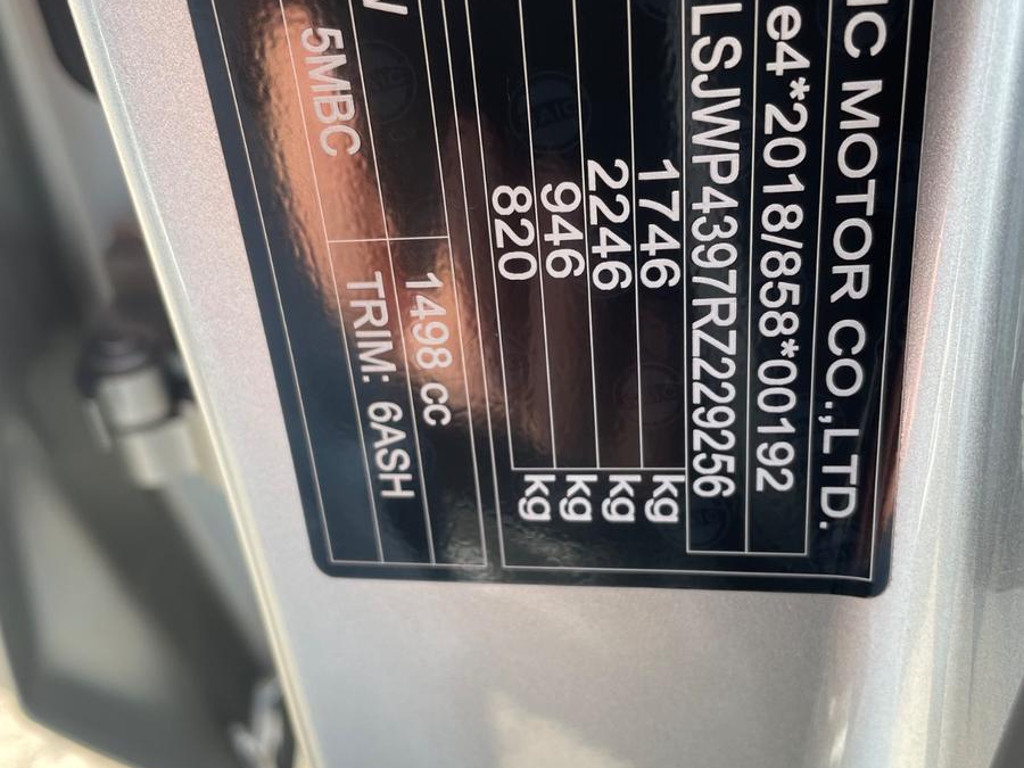 IC MOTOR CO.,LTD.
e4*2018/858*00192
LSJWP4397RZ229256
1746 kg
2246 kg
946 kg
820 kg
1498 cc
5MBC TRIM: 6ASH